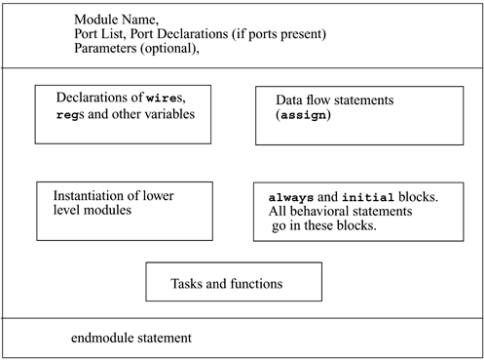 Module Name,
Port List, Port Declarations (if ports present)
Parameters (optional),
Declarations of wires,
regs and other variables
Data flow statements
(assign)
Instantiation of lower
level modules
always and initial blocks.
All behavioral statements
go in these blocks.
Tasks and functions
endmodule statement